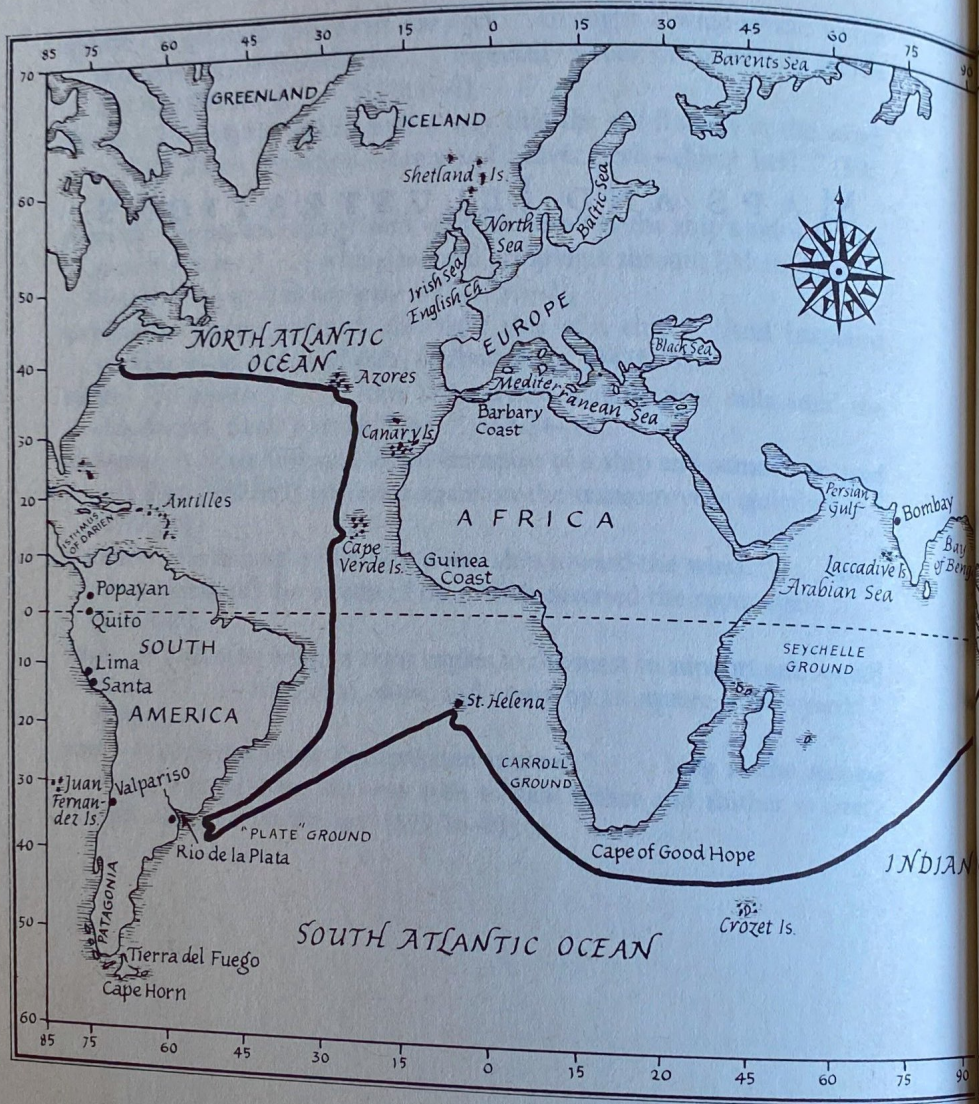 85 75 60 45 30 15 0 15 30 45 60 75 90
70
GREENLAND
ICELAND
Barents Sea
Shetland Is.
60
North
Sea
Baltic Sea
Irish Sea
English Ch.
50
EUROPE
NORTH ATLANTIC
OCEAN
Black Sea
40
Azores
Mediterranean Sea
Barbary
Coast
30
Canary Is.
20
Antilles
ISTHMUS
OF DARIEN
AFRICA
Persian
Gulf
Bombay
Cape
Verde Is.
10
Guinea
Coast
Laccadive Is.
Bay
of Beng
Arabian Sea
Popayan
0
Quito
SOUTH
AMERICA
SEYCHELLE
GROUND
10
Lima
Santa
20
St. Helena
CARROLL
GROUND
30
Juan
Fernan-
dez Is.
Valpariso
"PLATE" GROUND
Rio de la Plata
40
Cape of Good Hope
INDIAN
PATAGONIA
50
Crozet Is.
SOUTH ATLANTIC OCEAN
Tierra del Fuego
Cape Horn
60
85 75 60 45 30 15 0 15 20 45 60 75 90